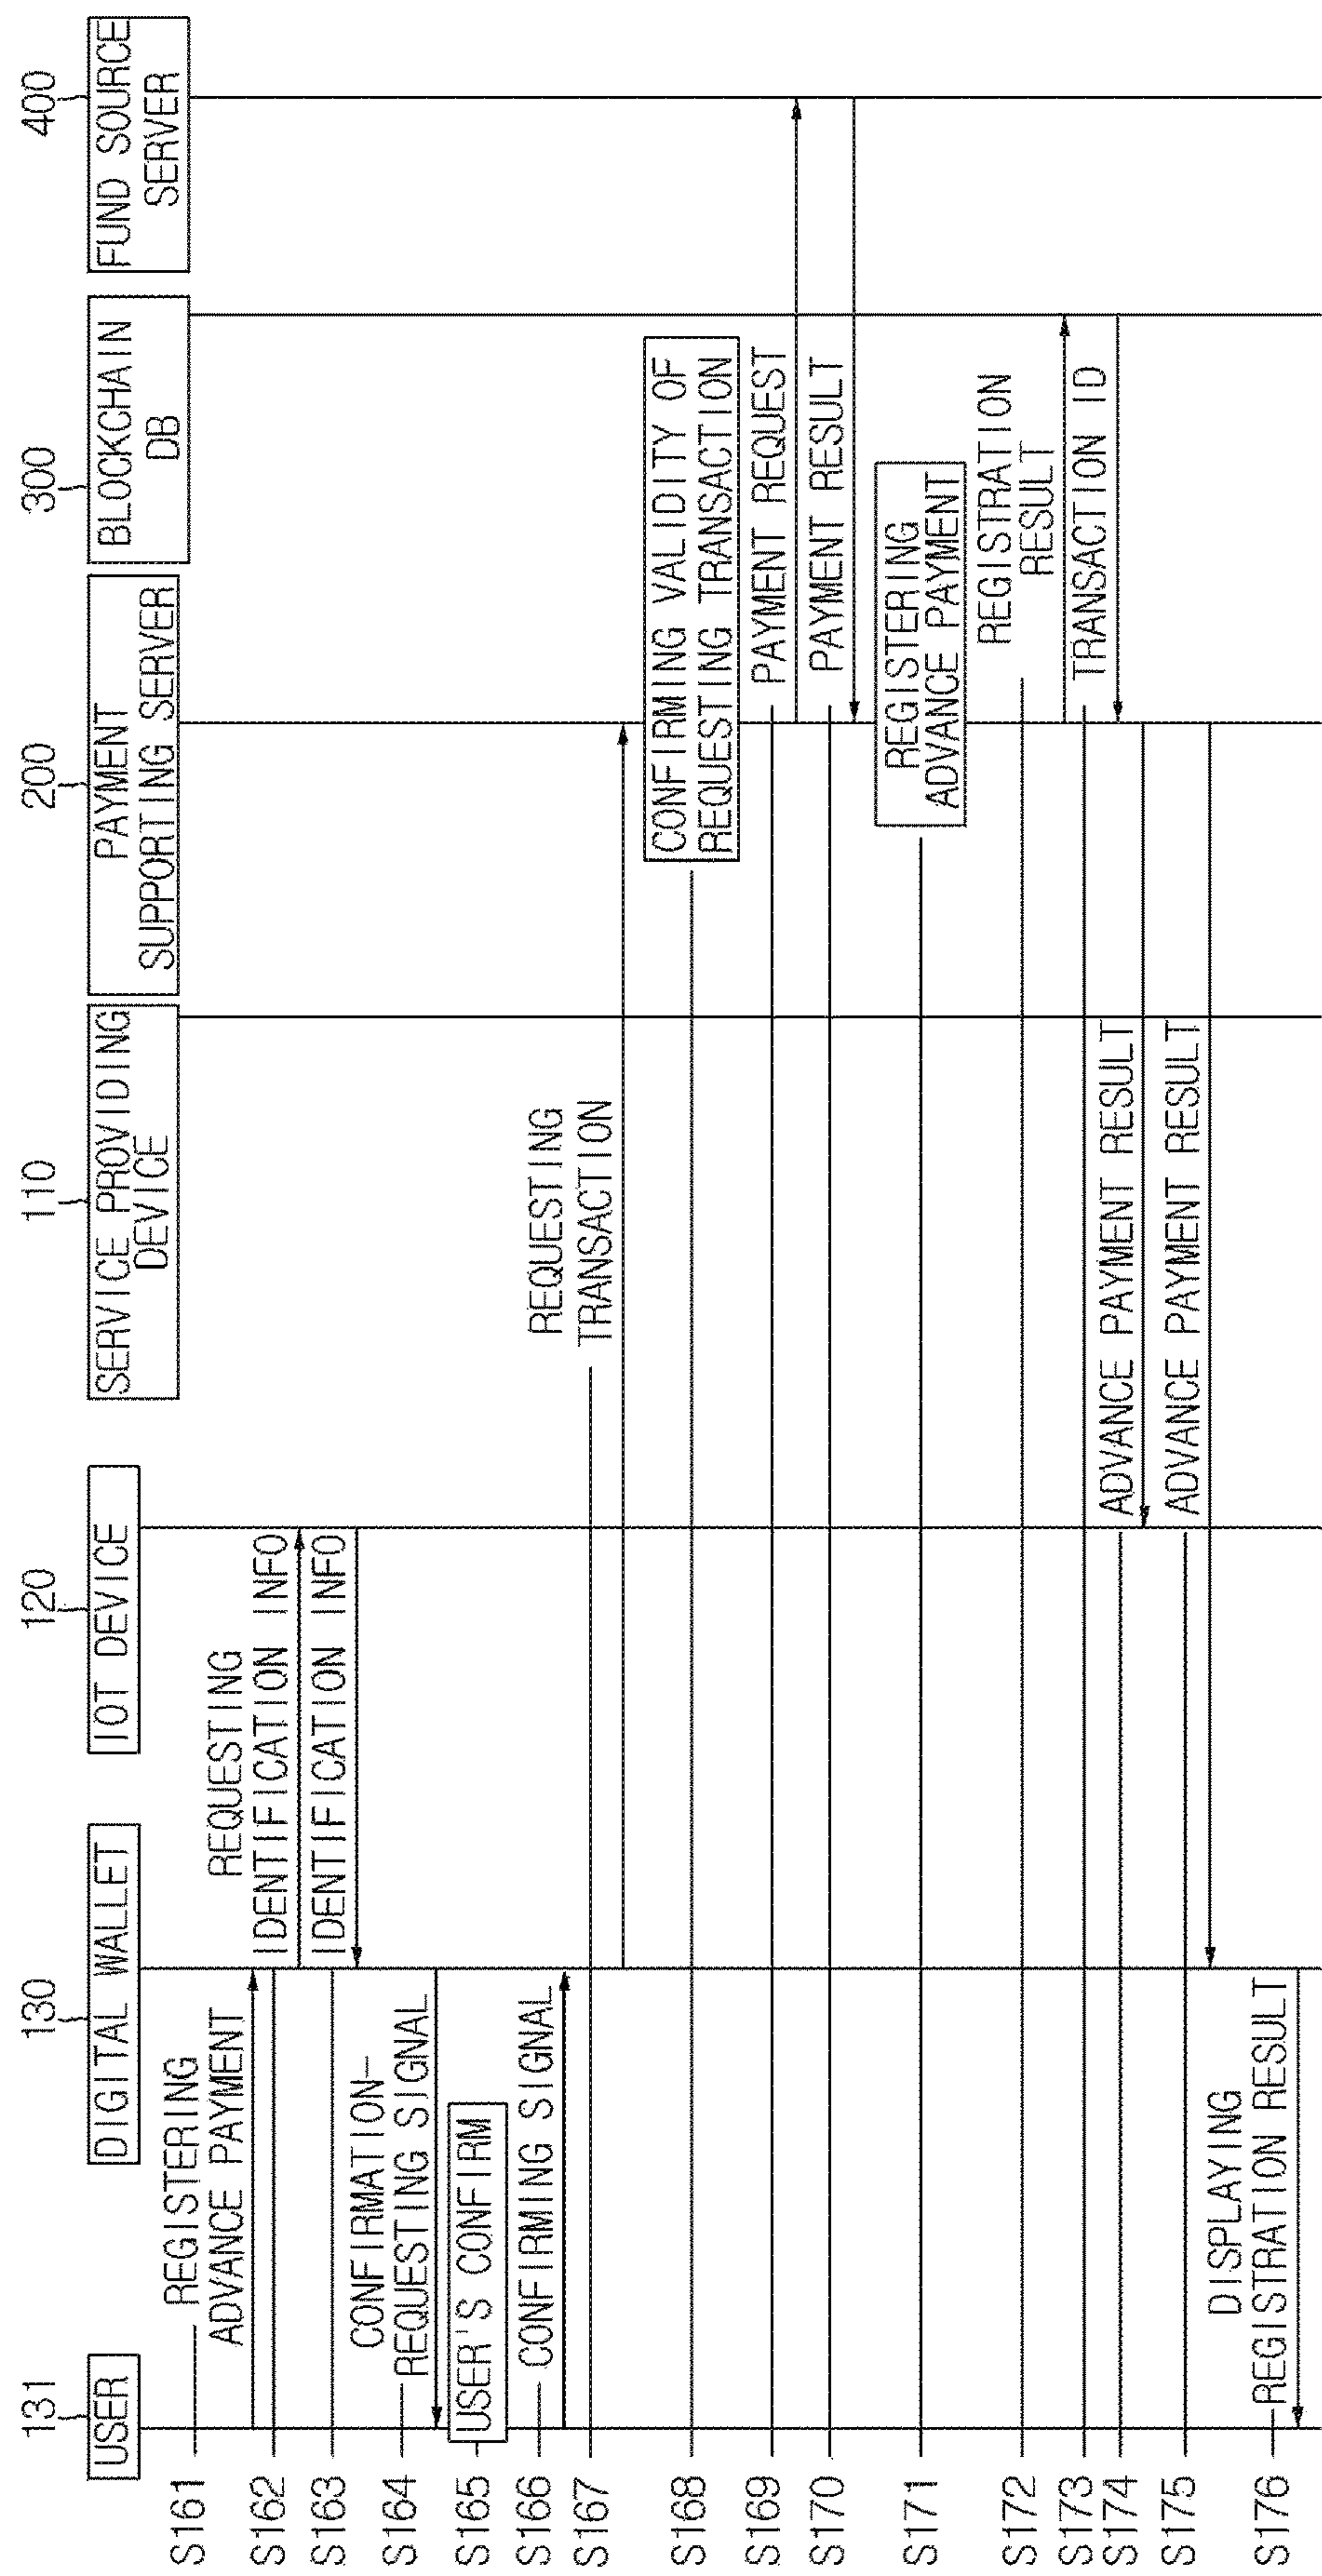 131
USER
130
DIGITAL WALLET
120
IOT DEVICE
110
SERVICE PROVIDING
DEVICE
200
PAYMENT
SUPPORTING SERVER
300
BLOCKCHAIN
DB
400
FUND SOURCE
SERVER
S161
REGISTERING
ADVANCE PAYMENT
S162
REQUESTING
IDENTIFICATION INFO
S163
IDENTIFICATION INFO
S164
CONFIRMATION-
REQUESTING SIGNAL
S165
USER'S CONFIRM
S166
CONFIRMING SIGNAL
S167
REQUESTING
TRANSACTION
S168
CONFIRMING VALIDITY OF
REQUESTING TRANSACTION
S169
PAYMENT REQUEST
S170
PAYMENT RESULT
S171
REGISTERING
ADVANCE PAYMENT
S172
REGISTRATION
RESULT
S173
TRANSACTION ID
S174
ADVANCE PAYMENT RESULT
S175
ADVANCE PAYMENT RESULT
S176
DISPLAYING
REGISTRATION RESULT